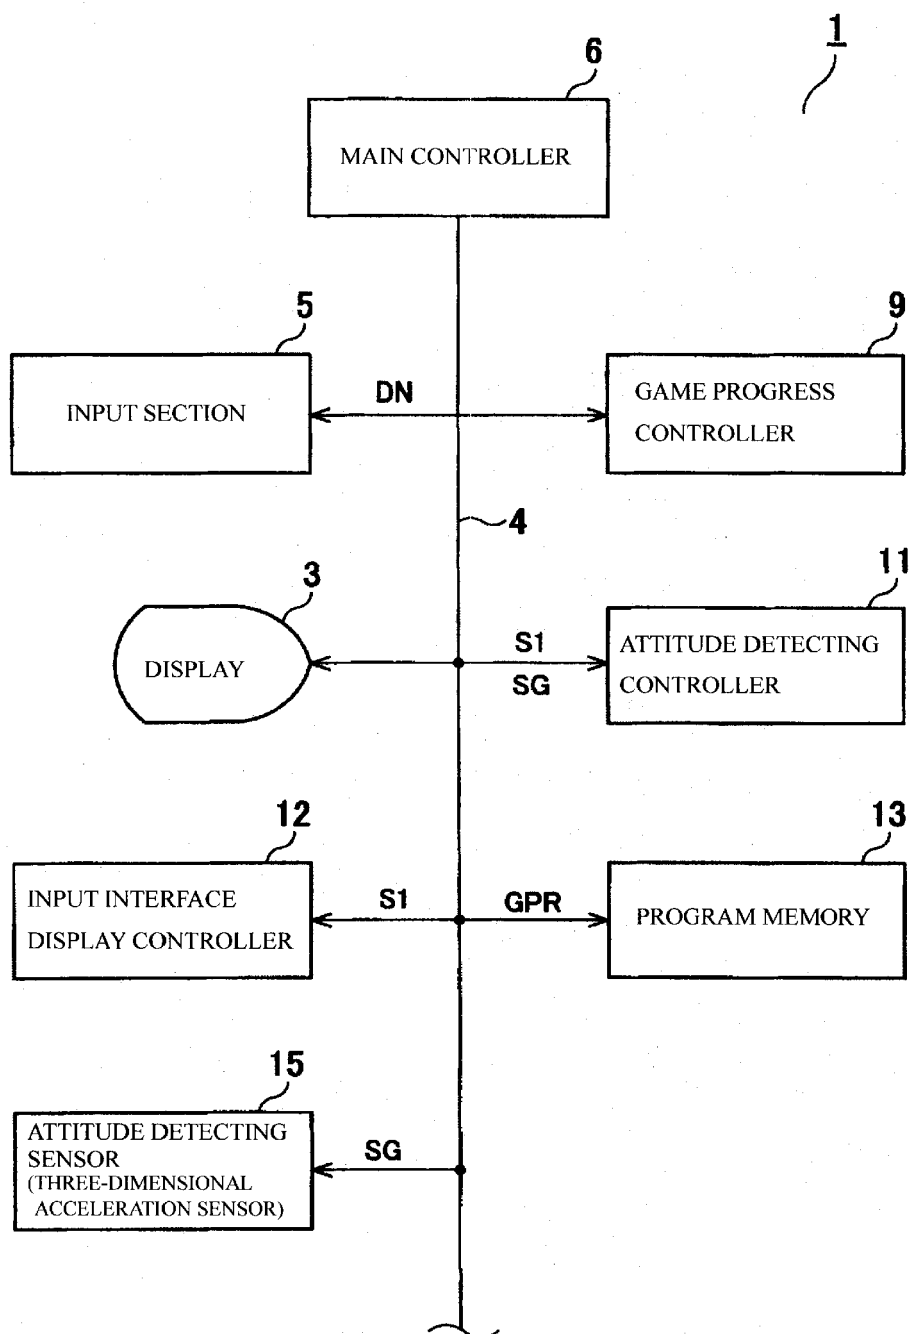 1
6
MAIN CONTROLLER
5
9
INPUT SECTION
DN
GAME PROGRESS
CONTROLLER
4
3
11
DISPLAY
S1
SG
ATTITUDE DETECTING
CONTROLLER
12
13
INPUT INTERFACE
DISPLAY CONTROLLER
S1
GPR
PROGRAM MEMORY
15
ATTITUDE DETECTING
SENSOR
(THREE-DIMENSIONAL
ACCELERATION SENSOR)
SG